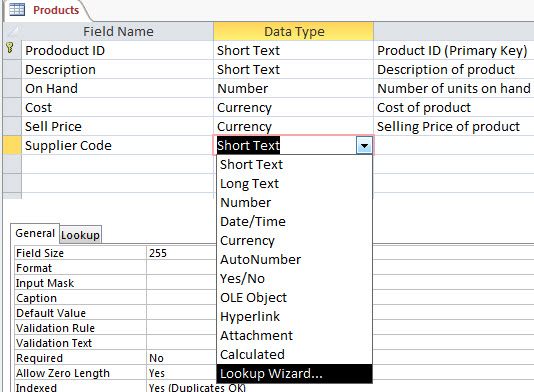 Products
Field Name Data Type
Prododuct ID Short Text Product ID (Primary Key)
Description Short Text Description of product
On Hand Number Number of units on hand
Cost Currency Cost of product
Sell Price Currency Selling Price of product
Supplier Code Short Text
Short Text
Long Text
Number
Date/Time
Currency
AutoNumber
Yes/No
OLE Object
Hyperlink
Attachment
Calculated
Lookup Wizard...
General Lookup
Field Size 255
Format
Input Mask
Caption
Default Value
Validation Rule
Validation Text
Required No
Allow Zero Length Yes
Indexed Yes (Duplicates OK)